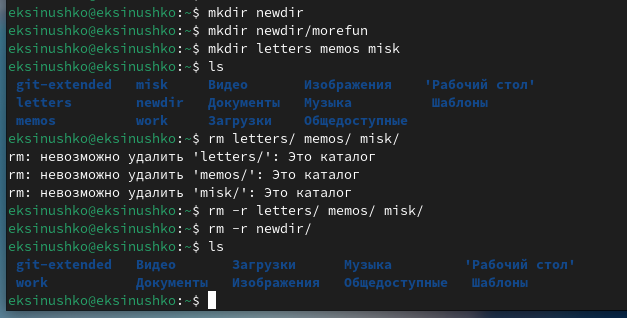 eksinushko@eksinushko:~$ mkdir newdir
eksinushko@eksinushko:~$ mkdir newdir/morefun
eksinushko@eksinushko:~$ mkdir letters memos misk
eksinushko@eksinushko:~$ ls
git-extended misk Видео Изображения 'Рабочий стол'
letters newdir Документы Музыка Шаблоны
memos work Загрузки Общедоступные
eksinushko@eksinushko:~$ rm letters/ memos/ misk/
rm: невозможно удалить 'letters/': Это каталог
rm: невозможно удалить 'memos/': Это каталог
rm: невозможно удалить 'misk/': Это каталог
eksinushko@eksinushko:~$ rm -r letters/ memos/ misk/
eksinushko@eksinushko:~$ rm -r newdir/
eksinushko@eksinushko:~$ ls
git-extended Видео Загрузки Музыка 'Рабочий стол'
work Документы Изображения Общедоступные Шаблоны
eksinushko@eksinushko:~$